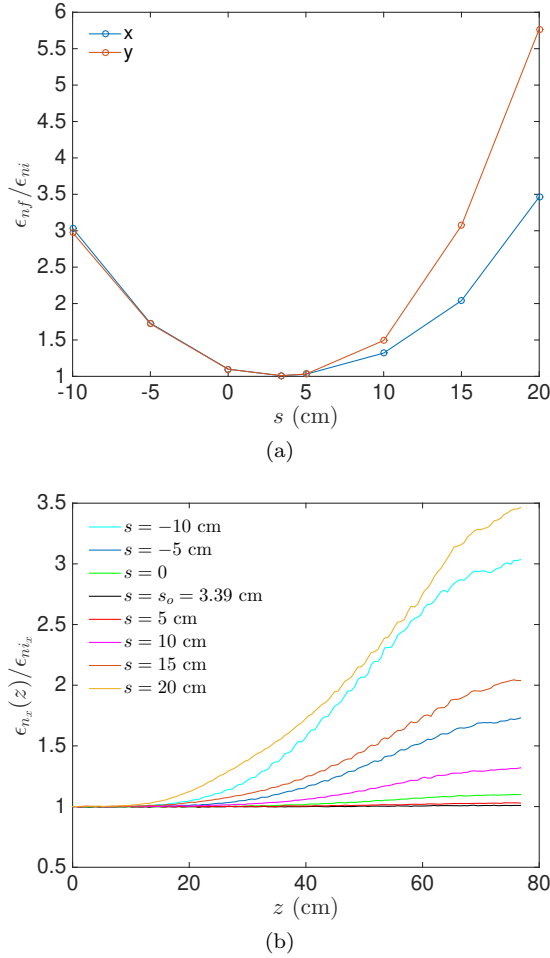 6
5.5
5
4.5
4
3.5
3
2.5
2
1.5
1
ϵ_{nf}/ϵ_{ni}
x
y
-10 -5 0 5 10 15 20
s (cm)
(a)
3.5
3
2.5
2
1.5
1
0.5
ϵ_{n_x}(z)/ϵ_{ni_x}
s = −10 cm
s = −5 cm
s = 0
s = s_o = 3.39 cm
s = 5 cm
s = 10 cm
s = 15 cm
s = 20 cm
0 20 40 60 80
z (cm)
(b)